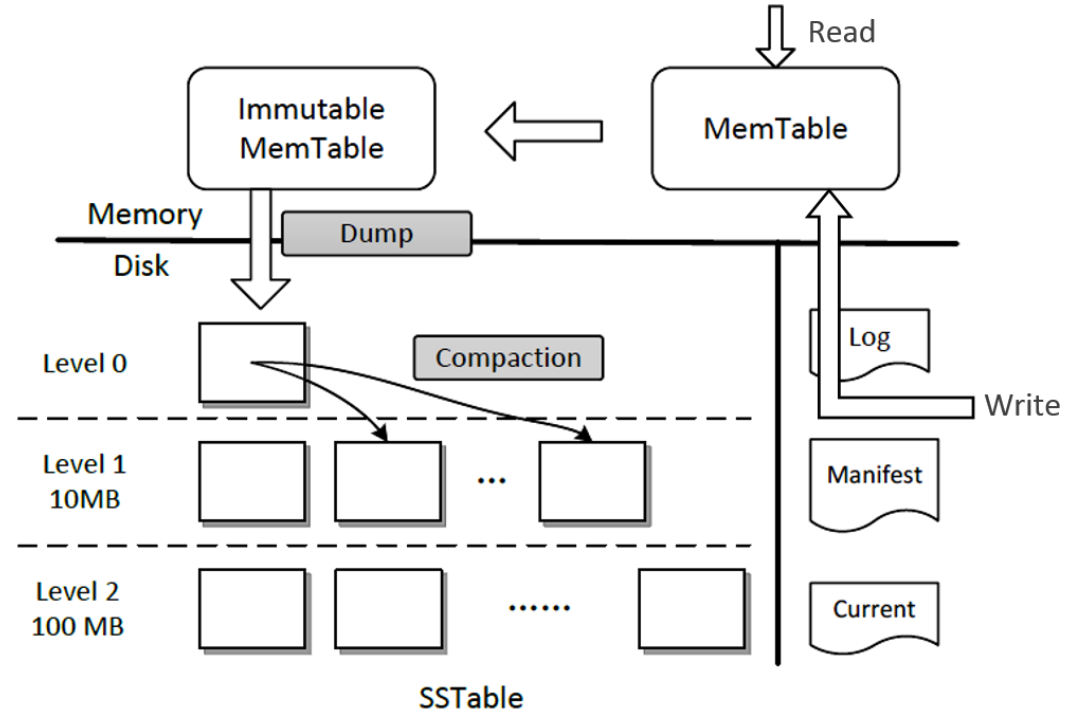 Read
Immutable
MemTable
MemTable
Memory
Dump
Disk
Level 0
Compaction
Log
Write
Level 1
10MB
...
Manifest
Level 2
100 MB
......
Current
SSTable